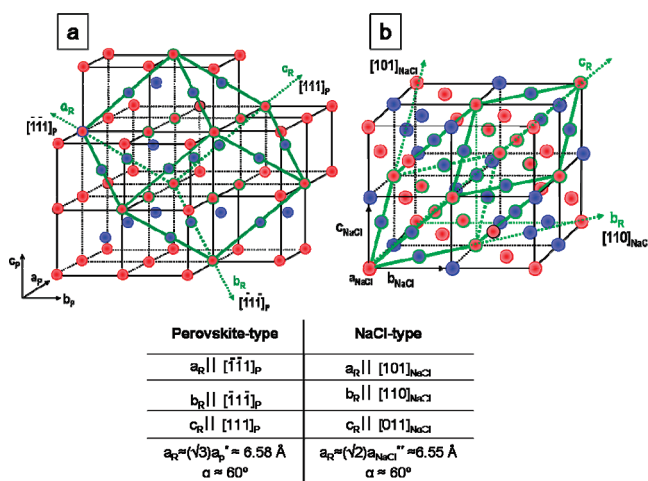 a
b
c_R
[111]_P
a_R
[1̄1̄1]_P
b_R
[1̄11̄]_P
c_P
a_P
b_P
[101]_NaCl
c_R
c_NaCl
b_R
[110]_NaC
a_NaCl
b_NaCl
Perovskite-type NaCl-type
a_R|| [1̄1̄1]_P a_R|| [101]_NaCl
b_R|| [1̄11̄]_P b_R|| [110]_NaCl
c_R|| [111]_P c_R|| [011]_NaCl
a_R≈(√3)a_p* ≈ 6.58 Å a_R≈(√2)a_NaCl** ≈ 6.55 Å
α ≈ 60º α ≈ 60º